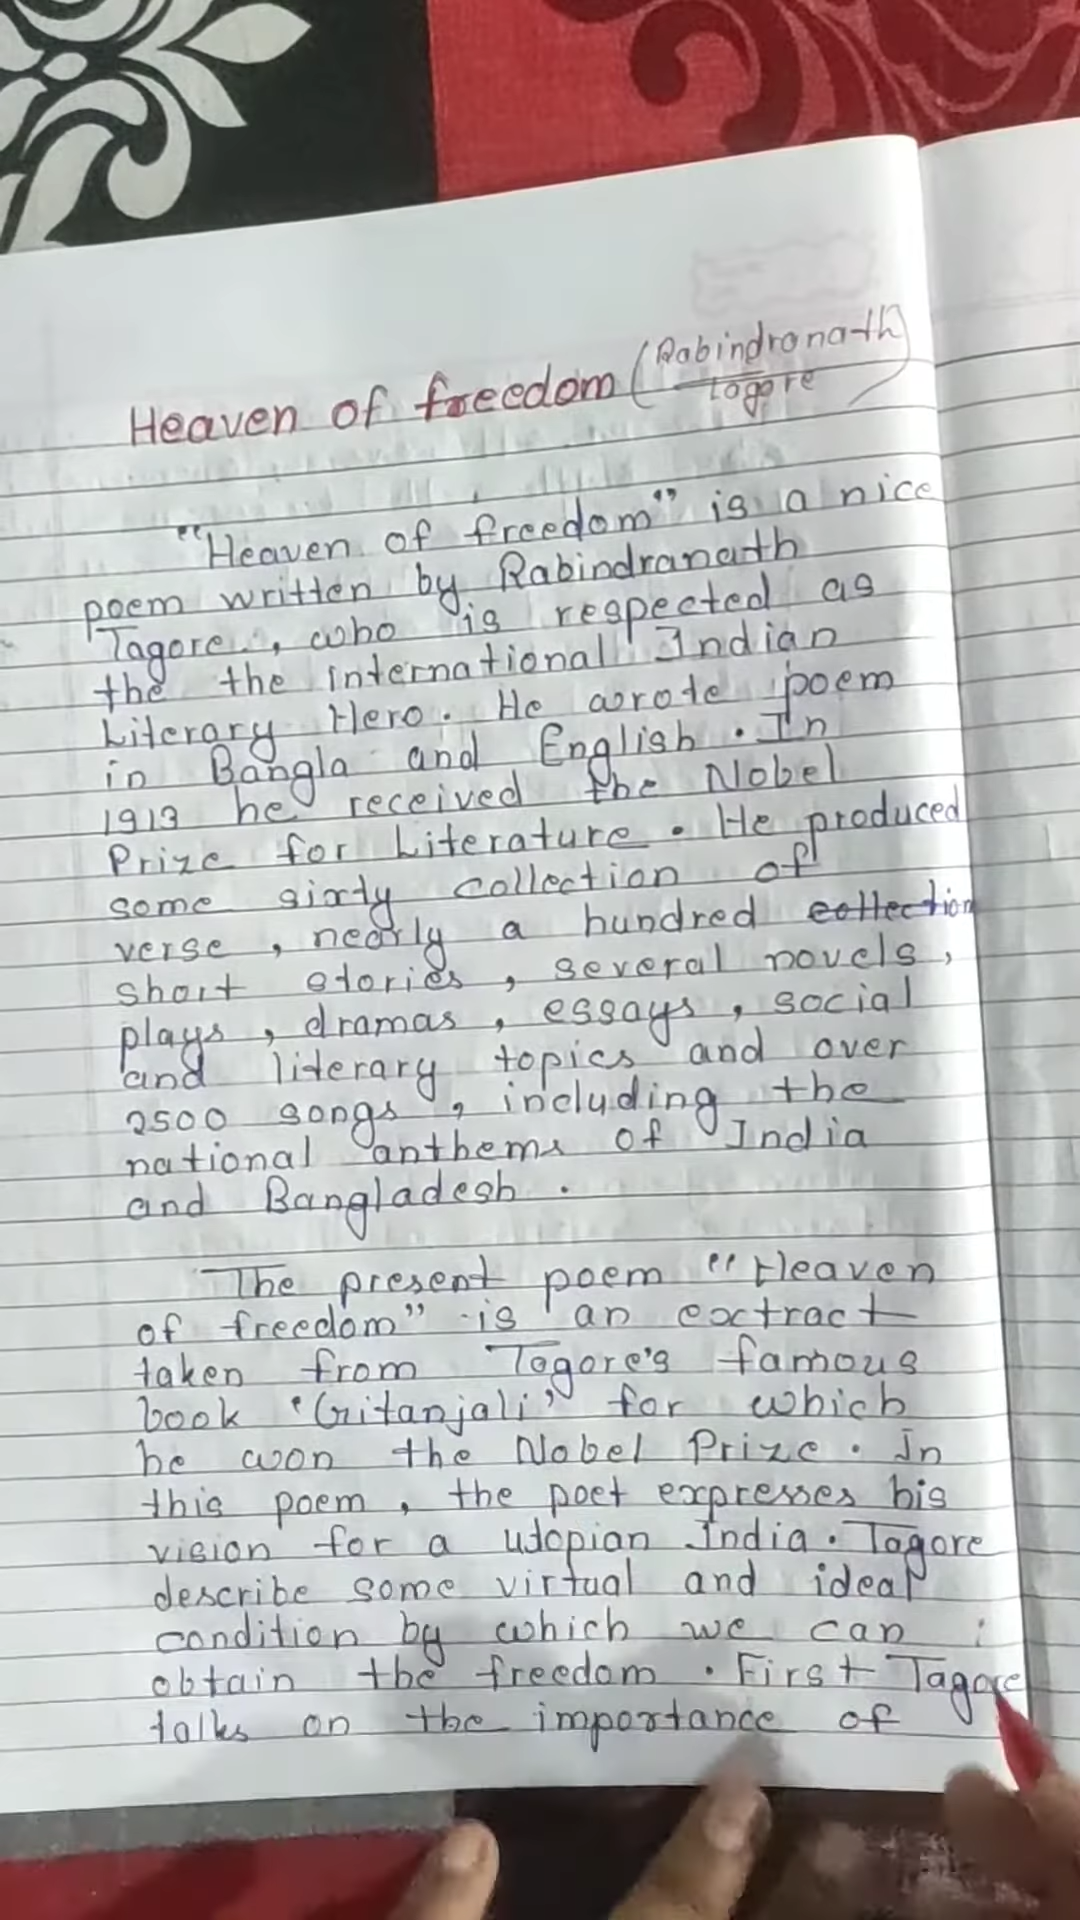 Heaven of freedom (Rabindranath
Tagore)
"Heaven of freedom" is a nice
poem written by Rabindranath
Tagore, who is respected as
the the international Indian
Literary Hero. He wrote poem
in Bangla and English. In
1913 he received the Nobel
Prize for Literature. He produced
some sixty collection of
verse, nearly a hundred collection
short stories, several novels,
plays, dramas, essays, social
and literary topics and over
2500 songs, including the
national anthems of India
and Bangladesh.
The present poem "Heaven
of freedom" is an extract
taken from Tagore's famous
book 'Gitanjali' for which
he won the Nobel Prize. In
this poem, the poet expresses his
vision for a utopian India. Tagore
describe some virtual and ideal
condition by which we can :
obtain the freedom. First Tagore
talks on the importance of